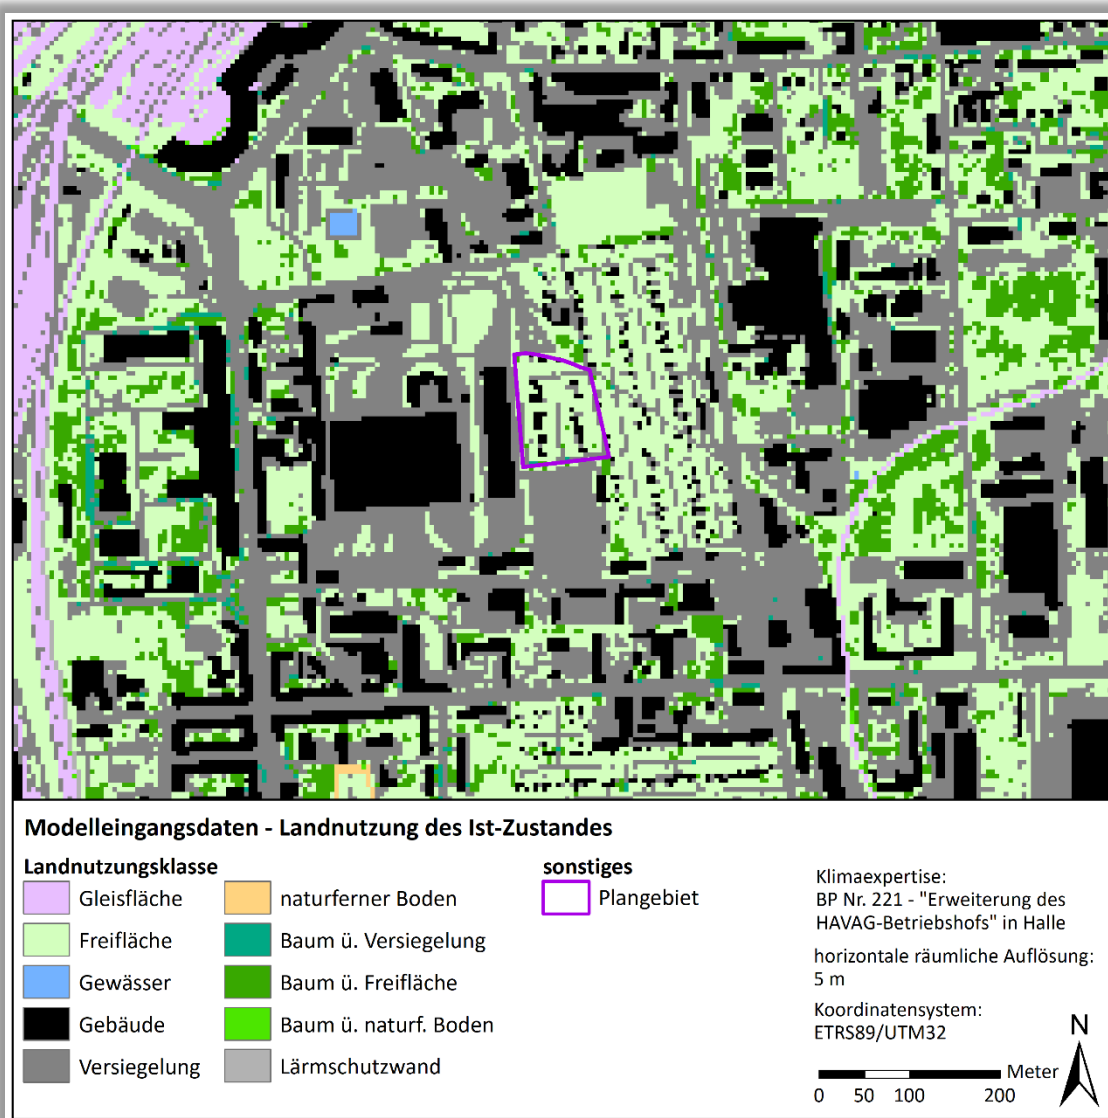 Modelleingangsdaten - Landnutzung des Ist-Zustandes
Landnutzungsklasse
Gleisfläche
Freifläche
Gewässer
Gebäude
Versiegelung
naturferner Boden
Baum ü. Versiegelung
Baum ü. Freifläche
Baum ü. naturf. Boden
Lärmschutzwand
sonstiges
Plangebiet
Klimaexpertise:
BP Nr. 221 - "Erweiterung des
HAVAG-Betriebshofs" in Halle
horizontale räumliche Auflösung:
5 m
Koordinatensystem:
ETRS89/UTM32
N
Meter
0 50 100 200